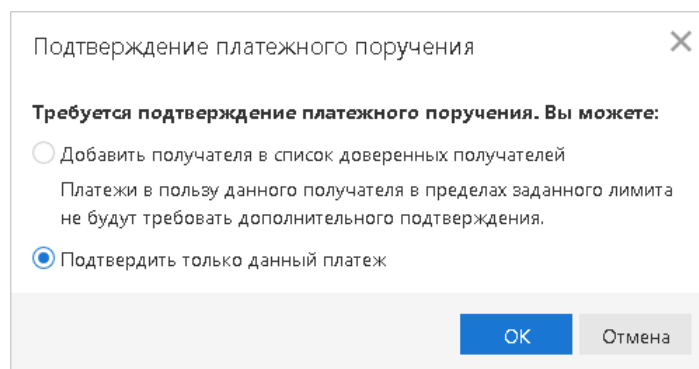 Подтверждение платежного поручения
Требуется подтверждение платежного поручения. Вы можете:
Добавить получателя в список доверенных получателей
Платежи в пользу данного получателя в пределах заданного лимита
не будут требовать дополнительного подтверждения.
Подтвердить только данный платеж
ОК Отмена